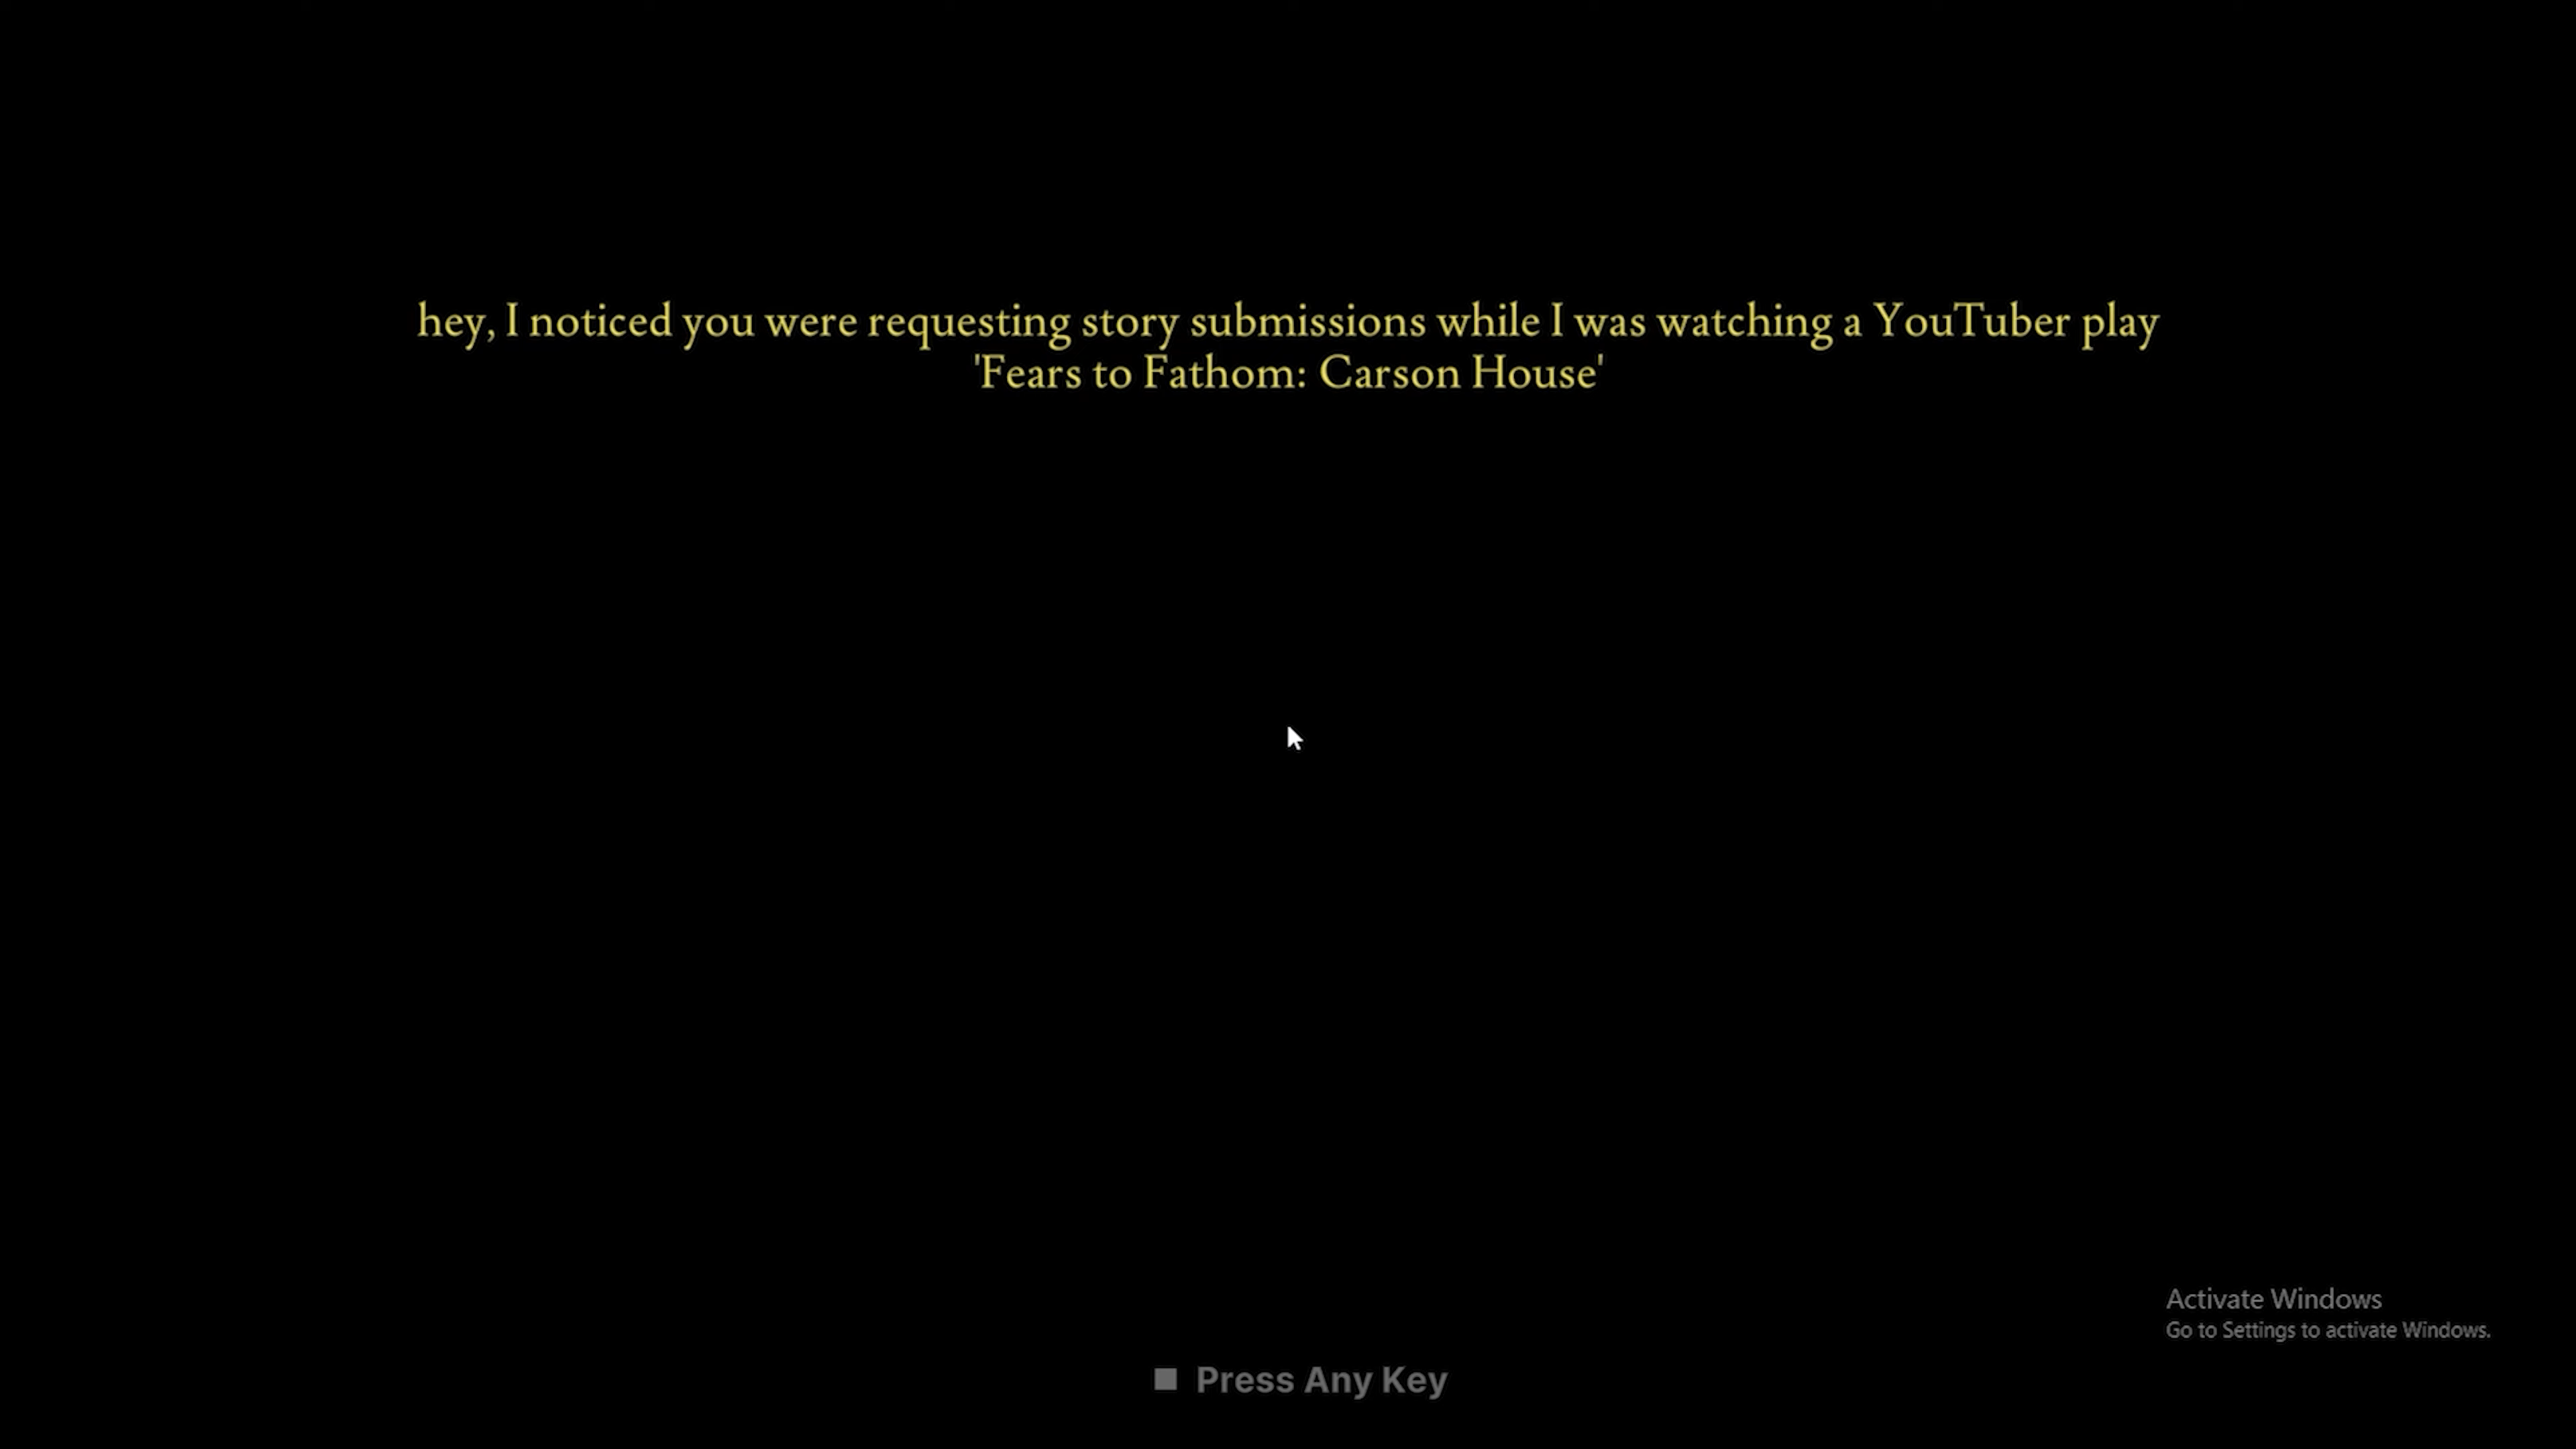 hey, I noticed you were requesting story submissions while I was watching a YouTuber play
'Fears to Fathom: Carson House'
Activate Windows
Go to Settings to activate Windows.
Press Any Key